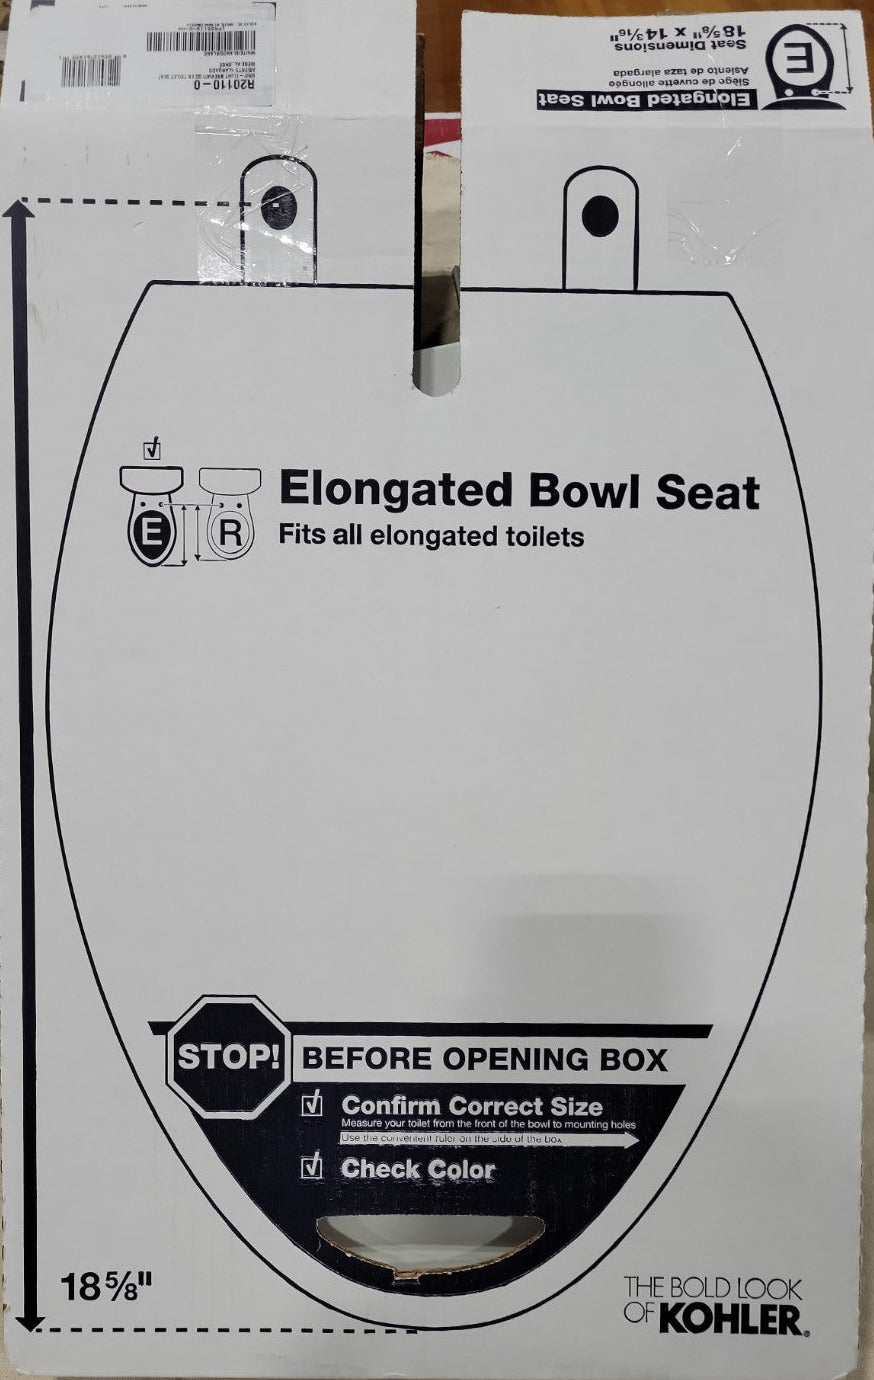 R20110-0
Elongated Bowl Seat
Siège de cuvette allongée
Asiento de taza alargada
Seat Dimensions
18 5/8" x 14 3/16"
E
E
R
Elongated Bowl Seat
Fits all elongated toilets
STOP!
BEFORE OPENING BOX
Confirm Correct Size
Measure your toilet from the front of the bowl to mounting holes
Use the convenient ruler on the side of the box
Check Color
18 5/8"
THE BOLD LOOK
OF KOHLER®